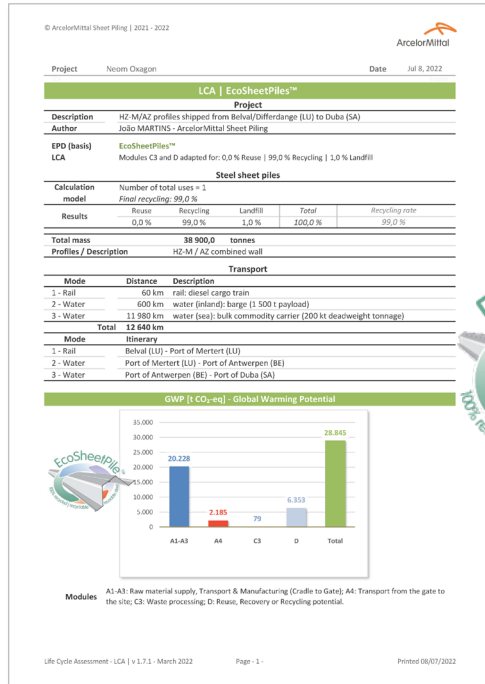 © ArcelorMittal Sheet Piling | 2021 - 2022
ArcelorMittal
Project Neom Oxagon Date Jul 8, 2022
LCA | EcoSheetPiles™
Project
Description HZ-M/AZ profiles shipped from Belval/Differdange (LU) to Duba (SA)
Author João MARTINS - ArcelorMittal Sheet Piling
EPD (basis) EcoSheetPiles™
LCA Modules C3 and D adapted for: 0,0 % Reuse | 99,0 % Recycling | 1,0 % Landfill
Steel sheet piles
Calculation Number of total uses = 1
model Final recycling: 99,0 %
Results Reuse Recycling Landfill Total Recycling rate
0,0 % 99,0 % 1,0 % 100,0 % 99,0 %
Total mass 38 900,0 tonnes
Profiles / Description HZ-M / AZ combined wall
Transport
Mode Distance Description
1 - Rail 60 km rail: diesel cargo train
2 - Water 600 km water (inland): barge (1 500 t payload)
3 - Water 11 980 km water (sea): bulk commodity carrier (200 kt deadweight tonnage)
Total 12 640 km
Mode Itinerary
1 - Rail Belval (LU) - Port of Mertert (LU)
2 - Water Port of Mertert (LU) - Port of Antwerpen (BE)
3 - Water Port of Antwerpen (BE) - Port of Duba (SA)
GWP [t CO₂-eq] - Global Warming Potential
35.000
30.000
25.000
20.000
15.000
10.000
5.000
0
20.228
2.185
79
6.353
28.845
A1-A3 A4 C3 D Total
EcoSheetPile
100%
Modules A1-A3: Raw material supply, Transport & Manufacturing (Cradle to Gate); A4: Transport from the gate to
the site; C3: Waste processing; D: Reuse, Recovery or Recycling potential.
Life Cycle Assessment - LCA | v 1.7.1 - March 2022 Page - 1 - Printed 08/07/2022